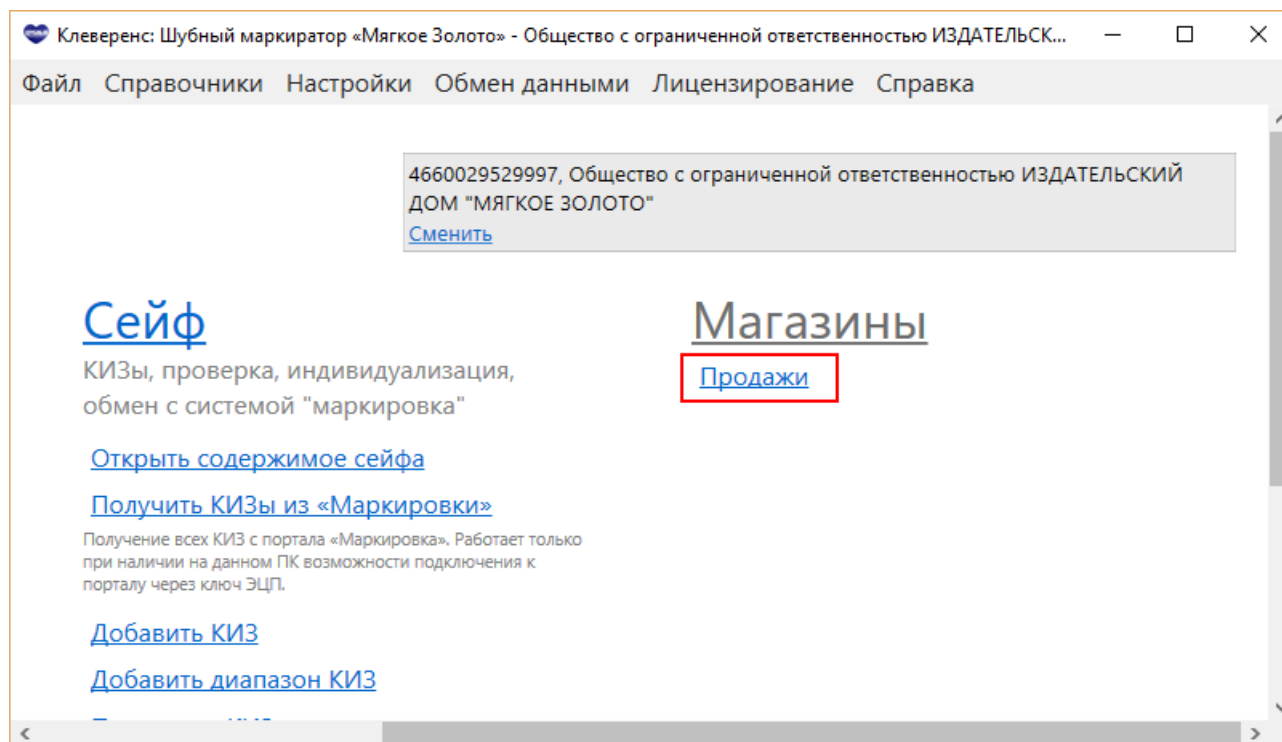 Клеверенс: Шубный маркиратор «Мягкое Золото» - Общество с ограниченной ответственностью ИЗДАТЕЛЬСК...
Файл Справочники Настройки Обмен данными Лицензирование Справка
4660029529997, Общество с ограниченной ответственностью ИЗДАТЕЛЬСКИЙ
ДОМ "МЯГКОЕ ЗОЛОТО"
Сменить
Сейф
КИЗы, проверка, индивидуализация,
обмен с системой "маркировка"
Открыть содержимое сейфа
Получить КИЗы из «Маркировки»
Получение всех КИЗ с портала «Маркировка». Работает только
при наличии на данном ПК возможности подключения к
порталу через ключ ЭЦП.
Добавить КИЗ
Добавить диапазон КИЗ
Магазины
Продажи